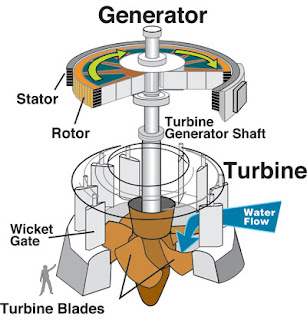 Generator
Stator
Rotor
Turbine
Generator Shaft
Turbine
Water
Flow
Wicket
Gate
Turbine Blades